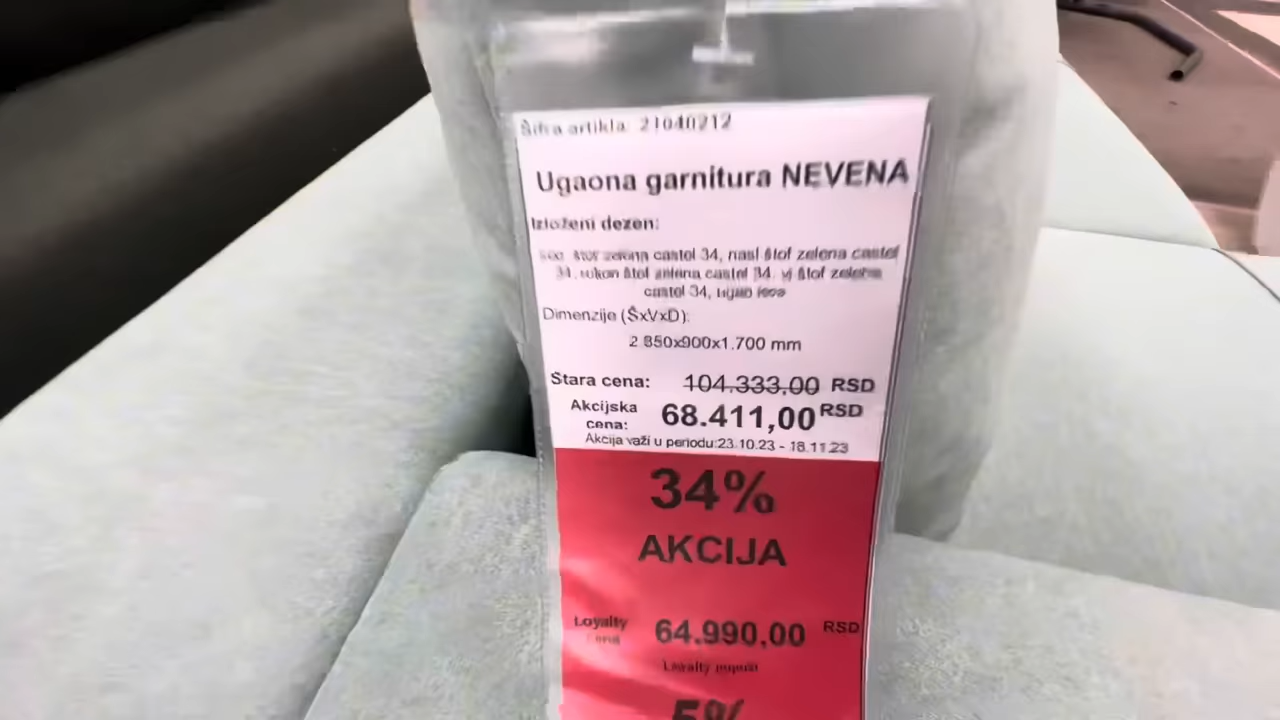 Šifra artikla: 21040212
Ugaona garnitura NEVENA
Izloženi dezen:
štof zelena castel 34, nasl štof zelena castel
34, štof zelena castel 34, štof zelena
castel 34, ugao
Dimenzije (ŠxVxD):
2.850x900x1.700 mm
Stara cena: 104.333,00 RSD
Akcijska cena: 68.411,00 RSD
Akcija važi u periodu:23.10.23 - 18.11.23
34%
AKCIJA
Loyalty cena 64.990,00 RSD
Loyalty popust
5%